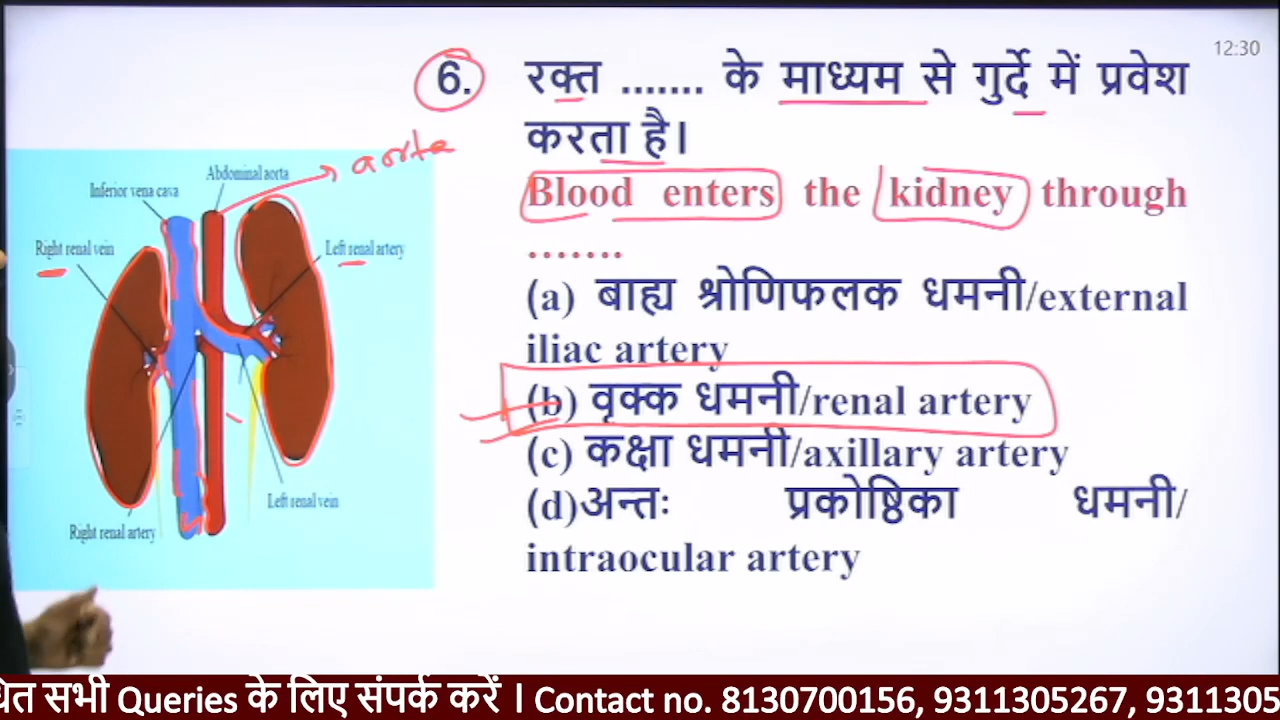 12:30
6. रक्त ....... के माध्यम से गुर्दे में प्रवेश
करता है।
Blood enters the kidney through
.......
(a) बाह्य श्रोणिफलक धमनी/external
iliac artery
(b) वृक्क धमनी/renal artery
(c) कक्षा धमनी/axillary artery
(d)अन्तः प्रकोष्ठिका धमनी/
intraocular artery
aorta
Abdominal aorta
Inferior vena cava
Right renal vein
Left renal artery
Left renal vein
Right renal artery
सभी Queries के लिए संपर्क करें । Contact no. 8130700156, 9311305267, 9311305